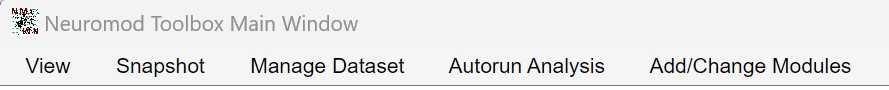 Neuromod Toolbox Main Window
View Snapshot Manage Dataset Autorun Analysis Add/Change Modules